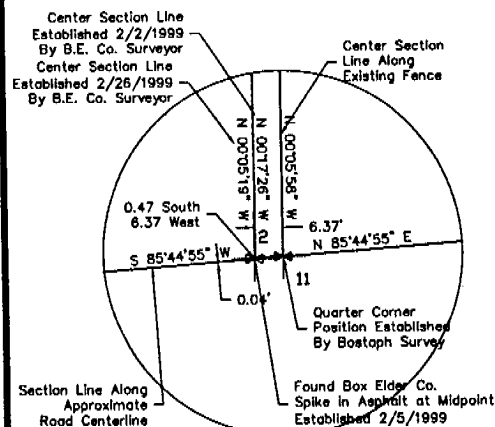 Center Section Line
Established 2/2/1999
By B.E. Co. Surveyor
Center Section Line
Established 2/26/1999
By B.E. Co. Surveyor
Center Section
Line Along
Existing Fence
N 00°05'19" W
N 00°17'26" W
N 00°05'58" W
0.47 South
6.37 West
2
6.37'
S 85°44'55" W
N 85°44'55" E
11
0.04'
Quarter Corner
Position Established
By Bostaph Survey
Section Line Along
Approximate
Road Centerline
Found Box Elder Co.
Spike in Asphalt at Midpoint
Established 2/5/1999